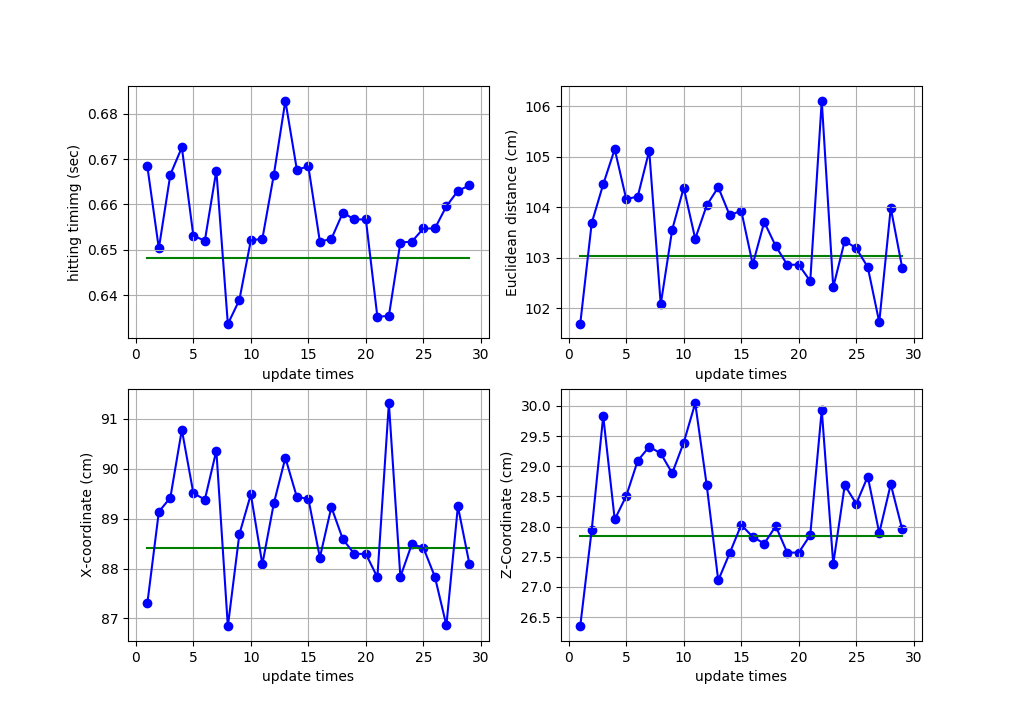 hitting timimg (sec)
0.68
0.67
0.66
0.65
0.64
0 5 10 15 20 25 30
update times
Euclidean distance (cm)
106
105
104
103
102
0 5 10 15 20 25 30
update times
X-coordinate (cm)
91
90
89
88
87
0 5 10 15 20 25 30
update times
Z-Coordinate (cm)
30.0
29.5
29.0
28.5
28.0
27.5
27.0
26.5
0 5 10 15 20 25 30
update times